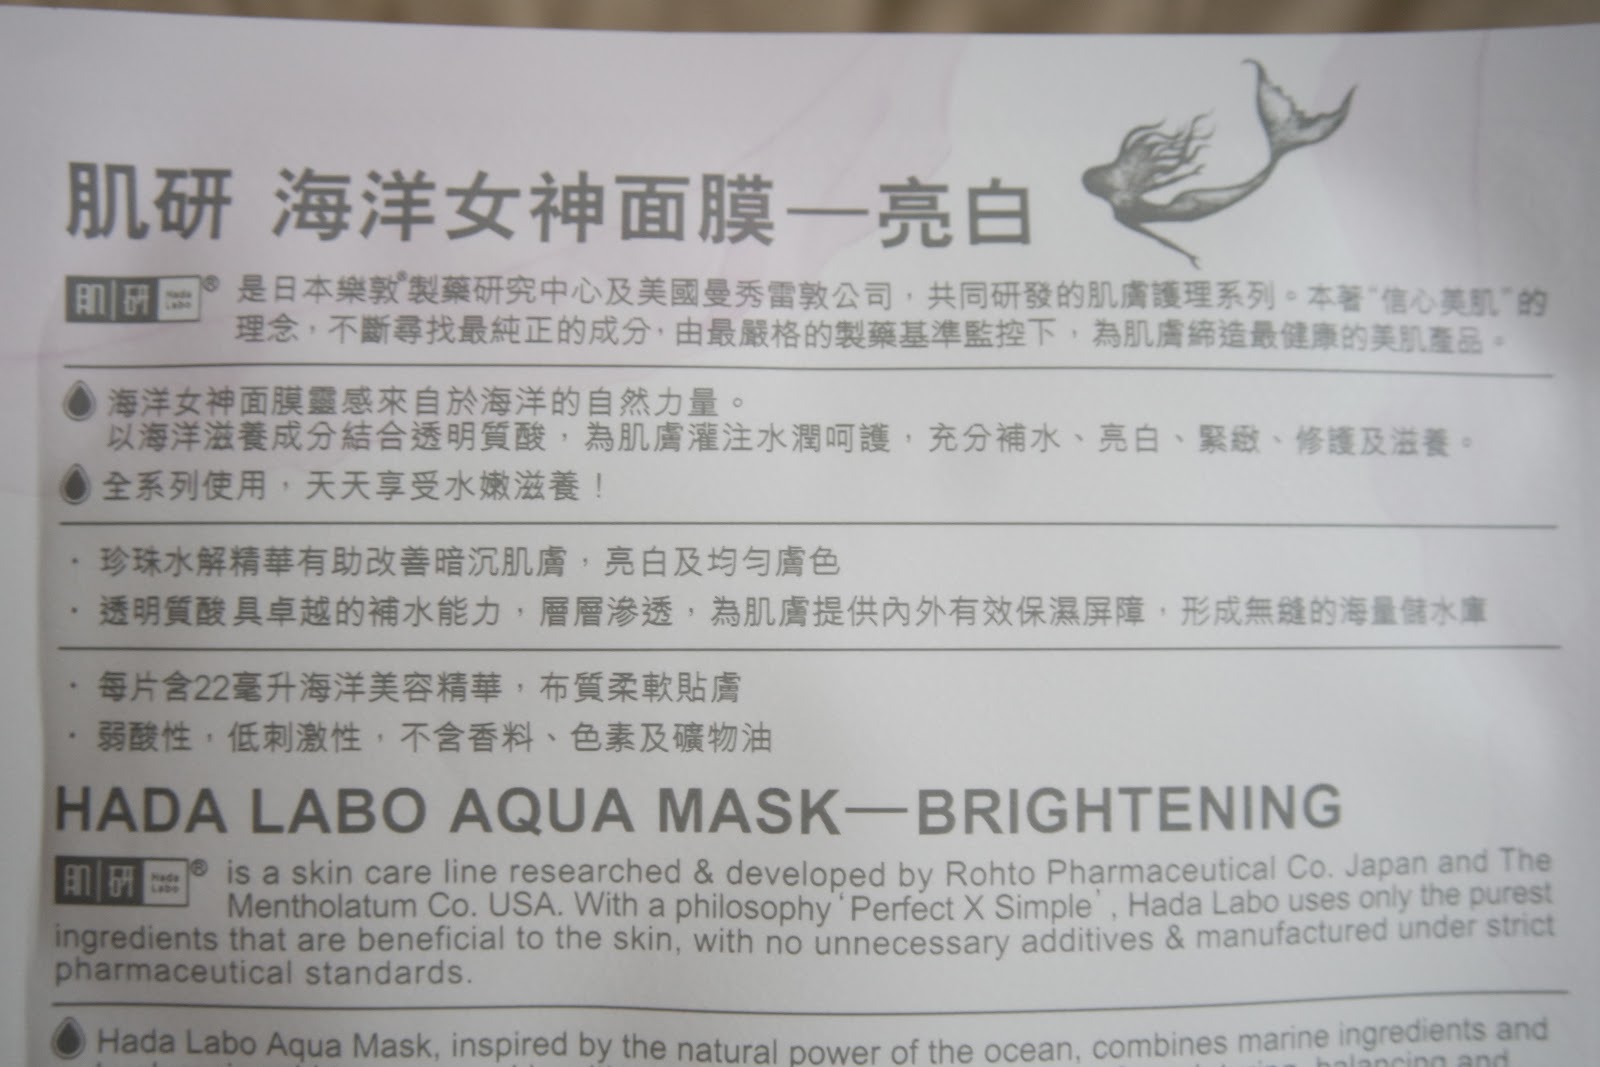 肌研 海洋女神面膜—亮白
肌研 Hada Labo® 是日本樂敦®製藥研究中心及美國曼秀雷敦公司，共同研發的肌膚護理系列。本著“信心美肌”的
理念，不斷尋找最純正的成分，由最嚴格的製藥基準監控下，為肌膚締造最健康的美肌產品。
海洋女神面膜靈感來自於海洋的自然力量。
以海洋滋養成分結合透明質酸，為肌膚灌注水潤呵護，充分補水、亮白、緊緻、修護及滋養。
全系列使用，天天享受水嫩滋養！
· 珍珠水解精華有助改善暗沉肌膚，亮白及均勻膚色
· 透明質酸具卓越的補水能力，層層滲透，為肌膚提供內外有效保濕屏障，形成無縫的海量儲水庫
· 每片含22毫升海洋美容精華，布質柔軟貼膚
· 弱酸性，低刺激性，不含香料、色素及礦物油
HADA LABO AQUA MASK—BRIGHTENING
肌研 Hada Labo® is a skin care line researched & developed by Rohto Pharmaceutical Co. Japan and The
Mentholatum Co. USA. With a philosophy ‘Perfect X Simple’, Hada Labo uses only the purest
ingredients that are beneficial to the skin, with no unnecessary additives & manufactured under strict
pharmaceutical standards.
Hada Labo Aqua Mask, inspired by the natural power of the ocean, combines marine ingredients and
balancing and